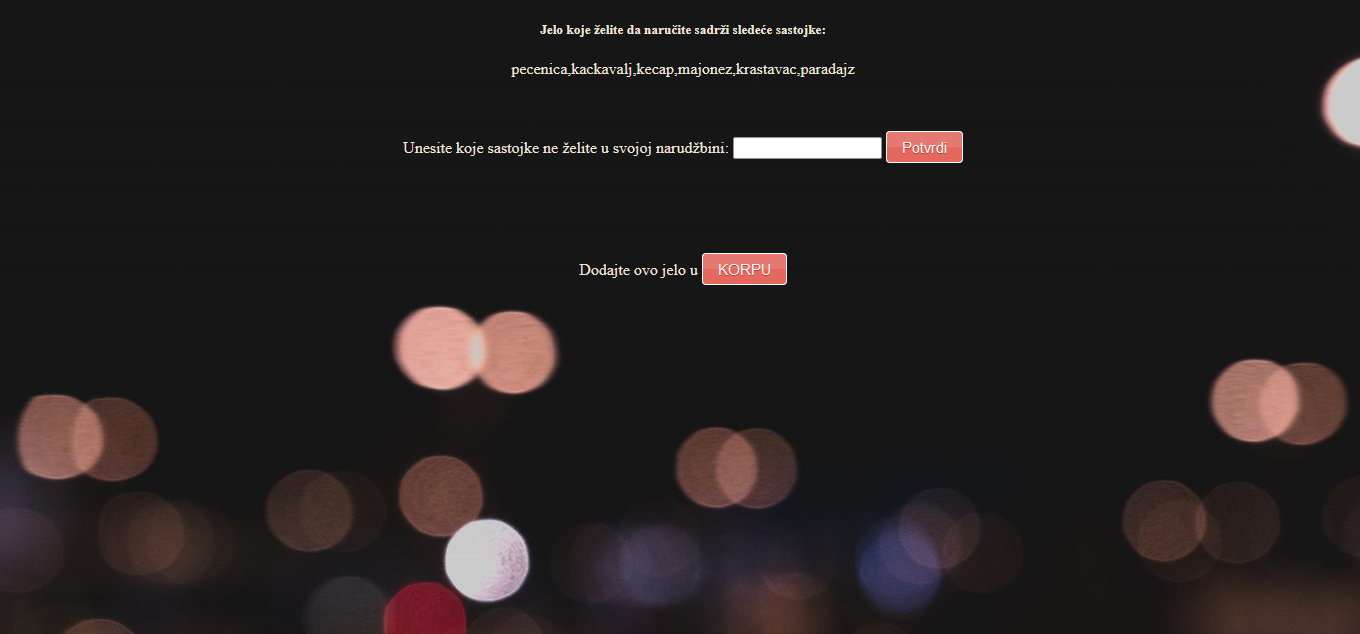 Jelo koje želite da naručite sadrži sledeće sastojke:
pecenica,kackavalj,kecap,majonez,krastavac,paradajz
Unesite koje sastojke ne želite u svojoj narudžbini: Potvrdi
Dodajte ovo jelo u KORPU